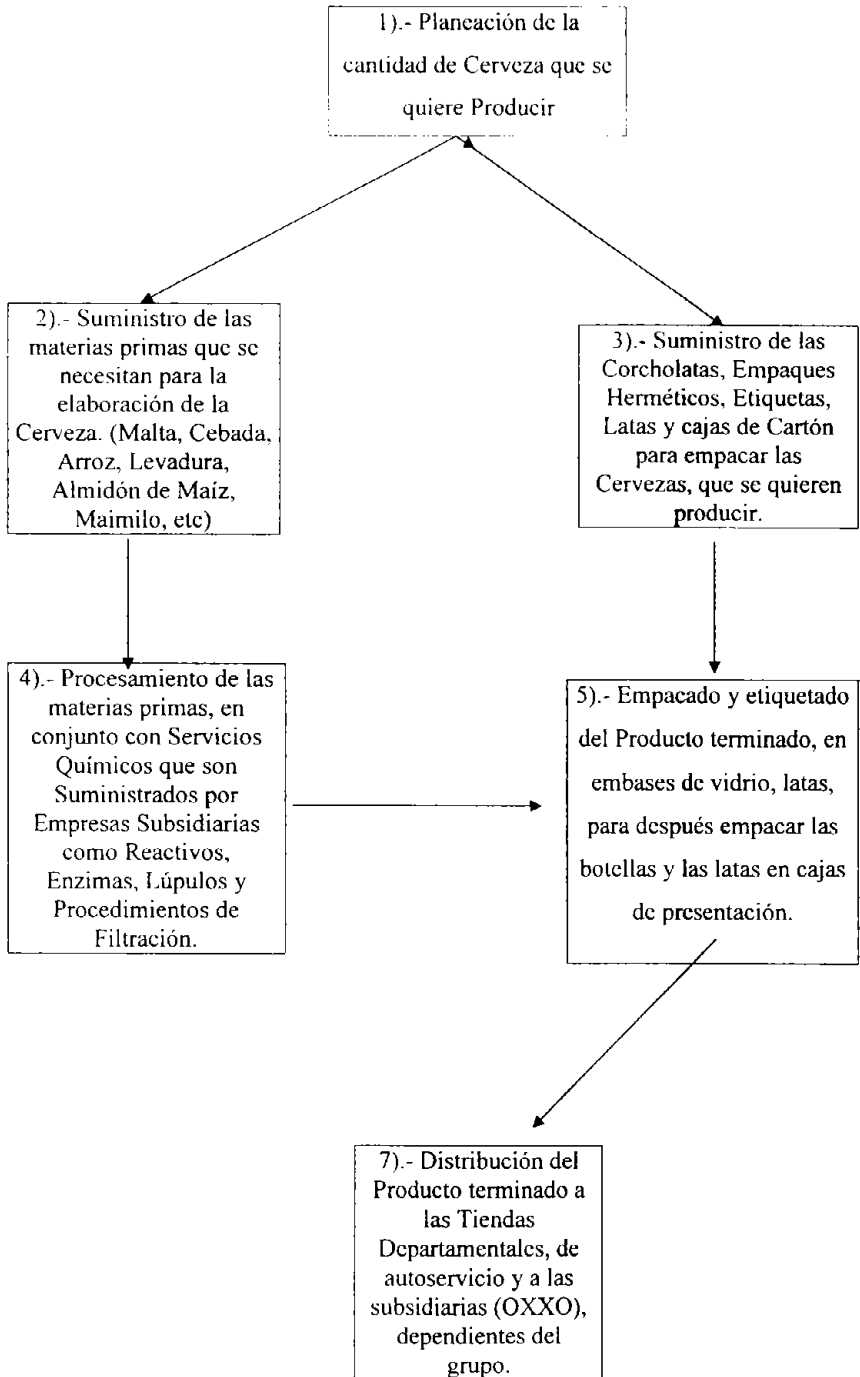 1).- Planeación de la
cantidad de Cerveza que se
quiere Producir
2).- Suministro de las
materias primas que se
necesitan para la
elaboración de la
Cerveza. (Malta, Cebada,
Arroz, Levadura,
Almidón de Maíz,
Maimilo, etc)
3).- Suministro de las
Corcholatas, Empaques
Herméticos, Etiquetas,
Latas y cajas de Cartón
para empacar las
Cervezas, que se quieren
producir.
4).- Procesamiento de las
materias primas, en
conjunto con Servicios
Químicos que son
Suministrados por
Empresas Subsidiarias
como Reactivos,
Enzimas, Lúpulos y
Procedimientos de
Filtración.
5).- Empacado y etiquetado
del Producto terminado, en
embases de vidrio, latas,
para después empacar las
botellas y las latas en cajas
de presentación.
7).- Distribución del
Producto terminado a
las Tiendas
Departamentales, de
autoservicio y a las
subsidiarias (OXXO),
dependientes del
grupo.